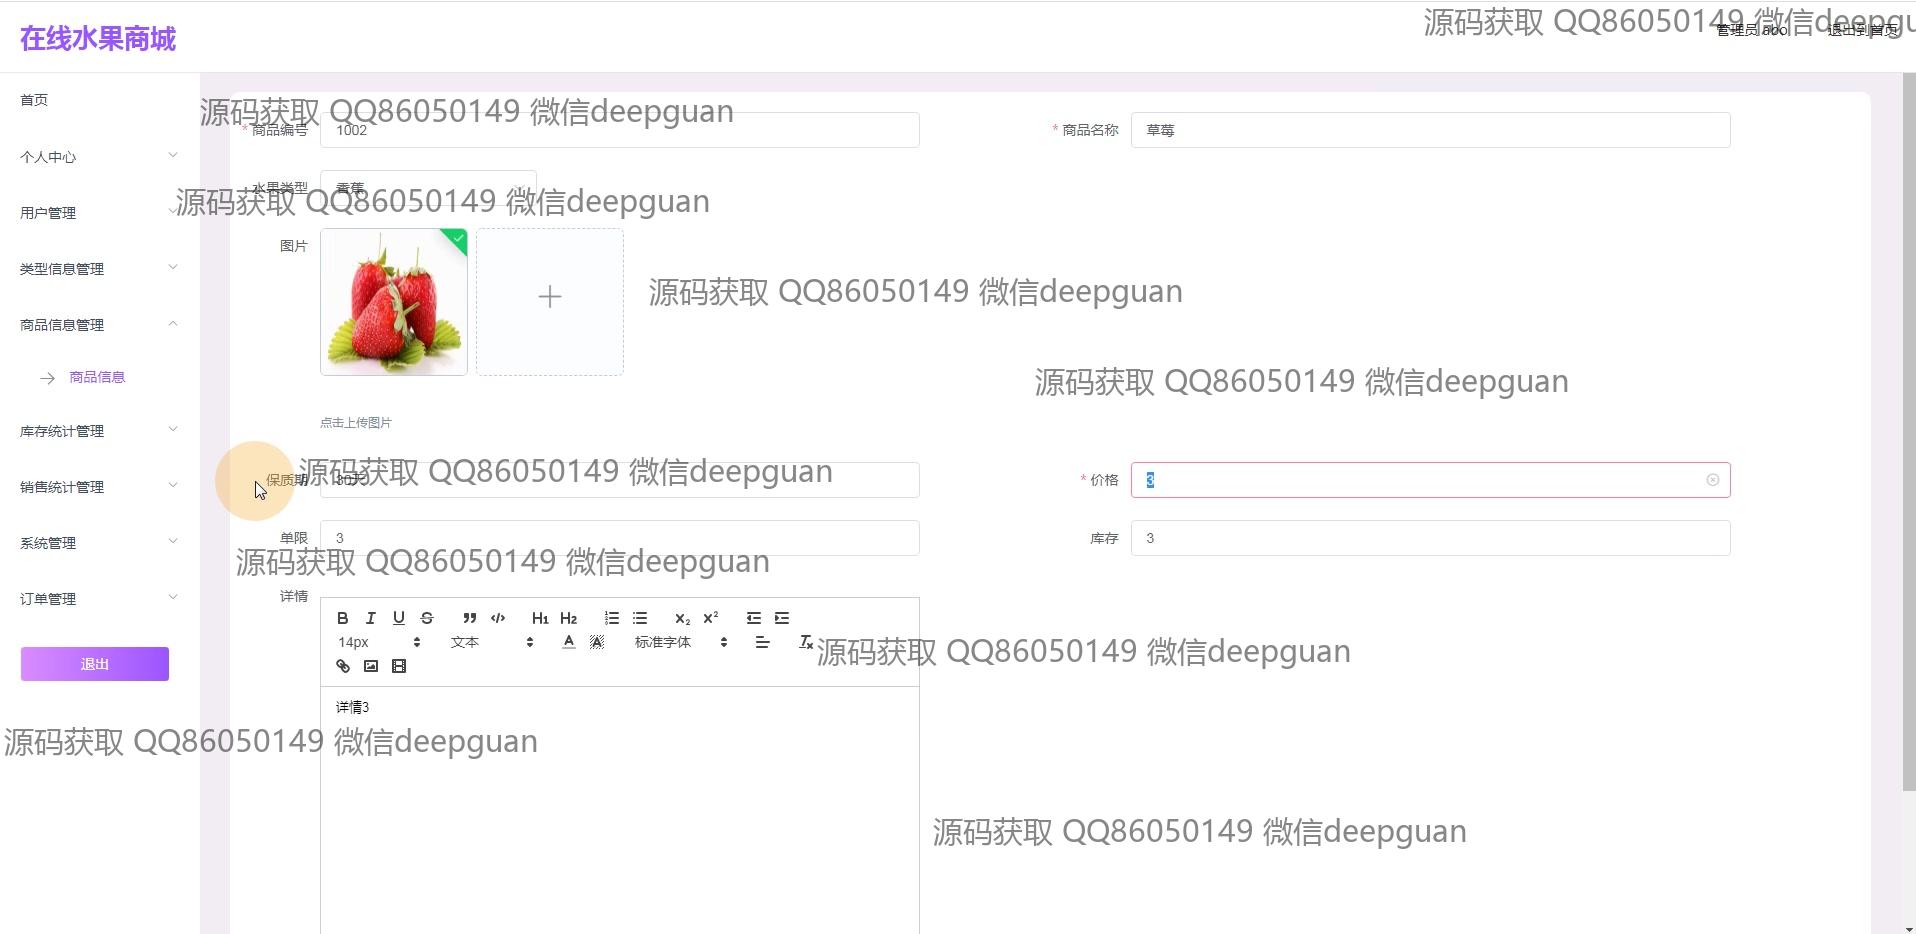 在线水果商城
源码获取 QQ86050149 微信deepgu
管理员 abo
退出到首页
首页
源码获取 QQ86050149 微信deepguan
* 商品编号
1002
* 商品名称
草莓
个人中心
水果类型
香蕉
源码获取 QQ86050149 微信deepguan
用户管理
图片
类型信息管理
源码获取 QQ86050149 微信deepguan
商品信息管理
商品信息
源码获取 QQ86050149 微信deepguan
点击上传图片
库存统计管理
源码获取 QQ86050149 微信deepguan
保质期
30天
* 价格
3
销售统计管理
单限
3
库存
3
系统管理
源码获取 QQ86050149 微信deepguan
订单管理
详情
B I U S ” </> H1 H2 X2 X2
14px 文本 A A 标准字体 Tx
源码获取 QQ86050149 微信deepguan
退出
详情3
源码获取 QQ86050149 微信deepguan
源码获取 QQ86050149 微信deepguan